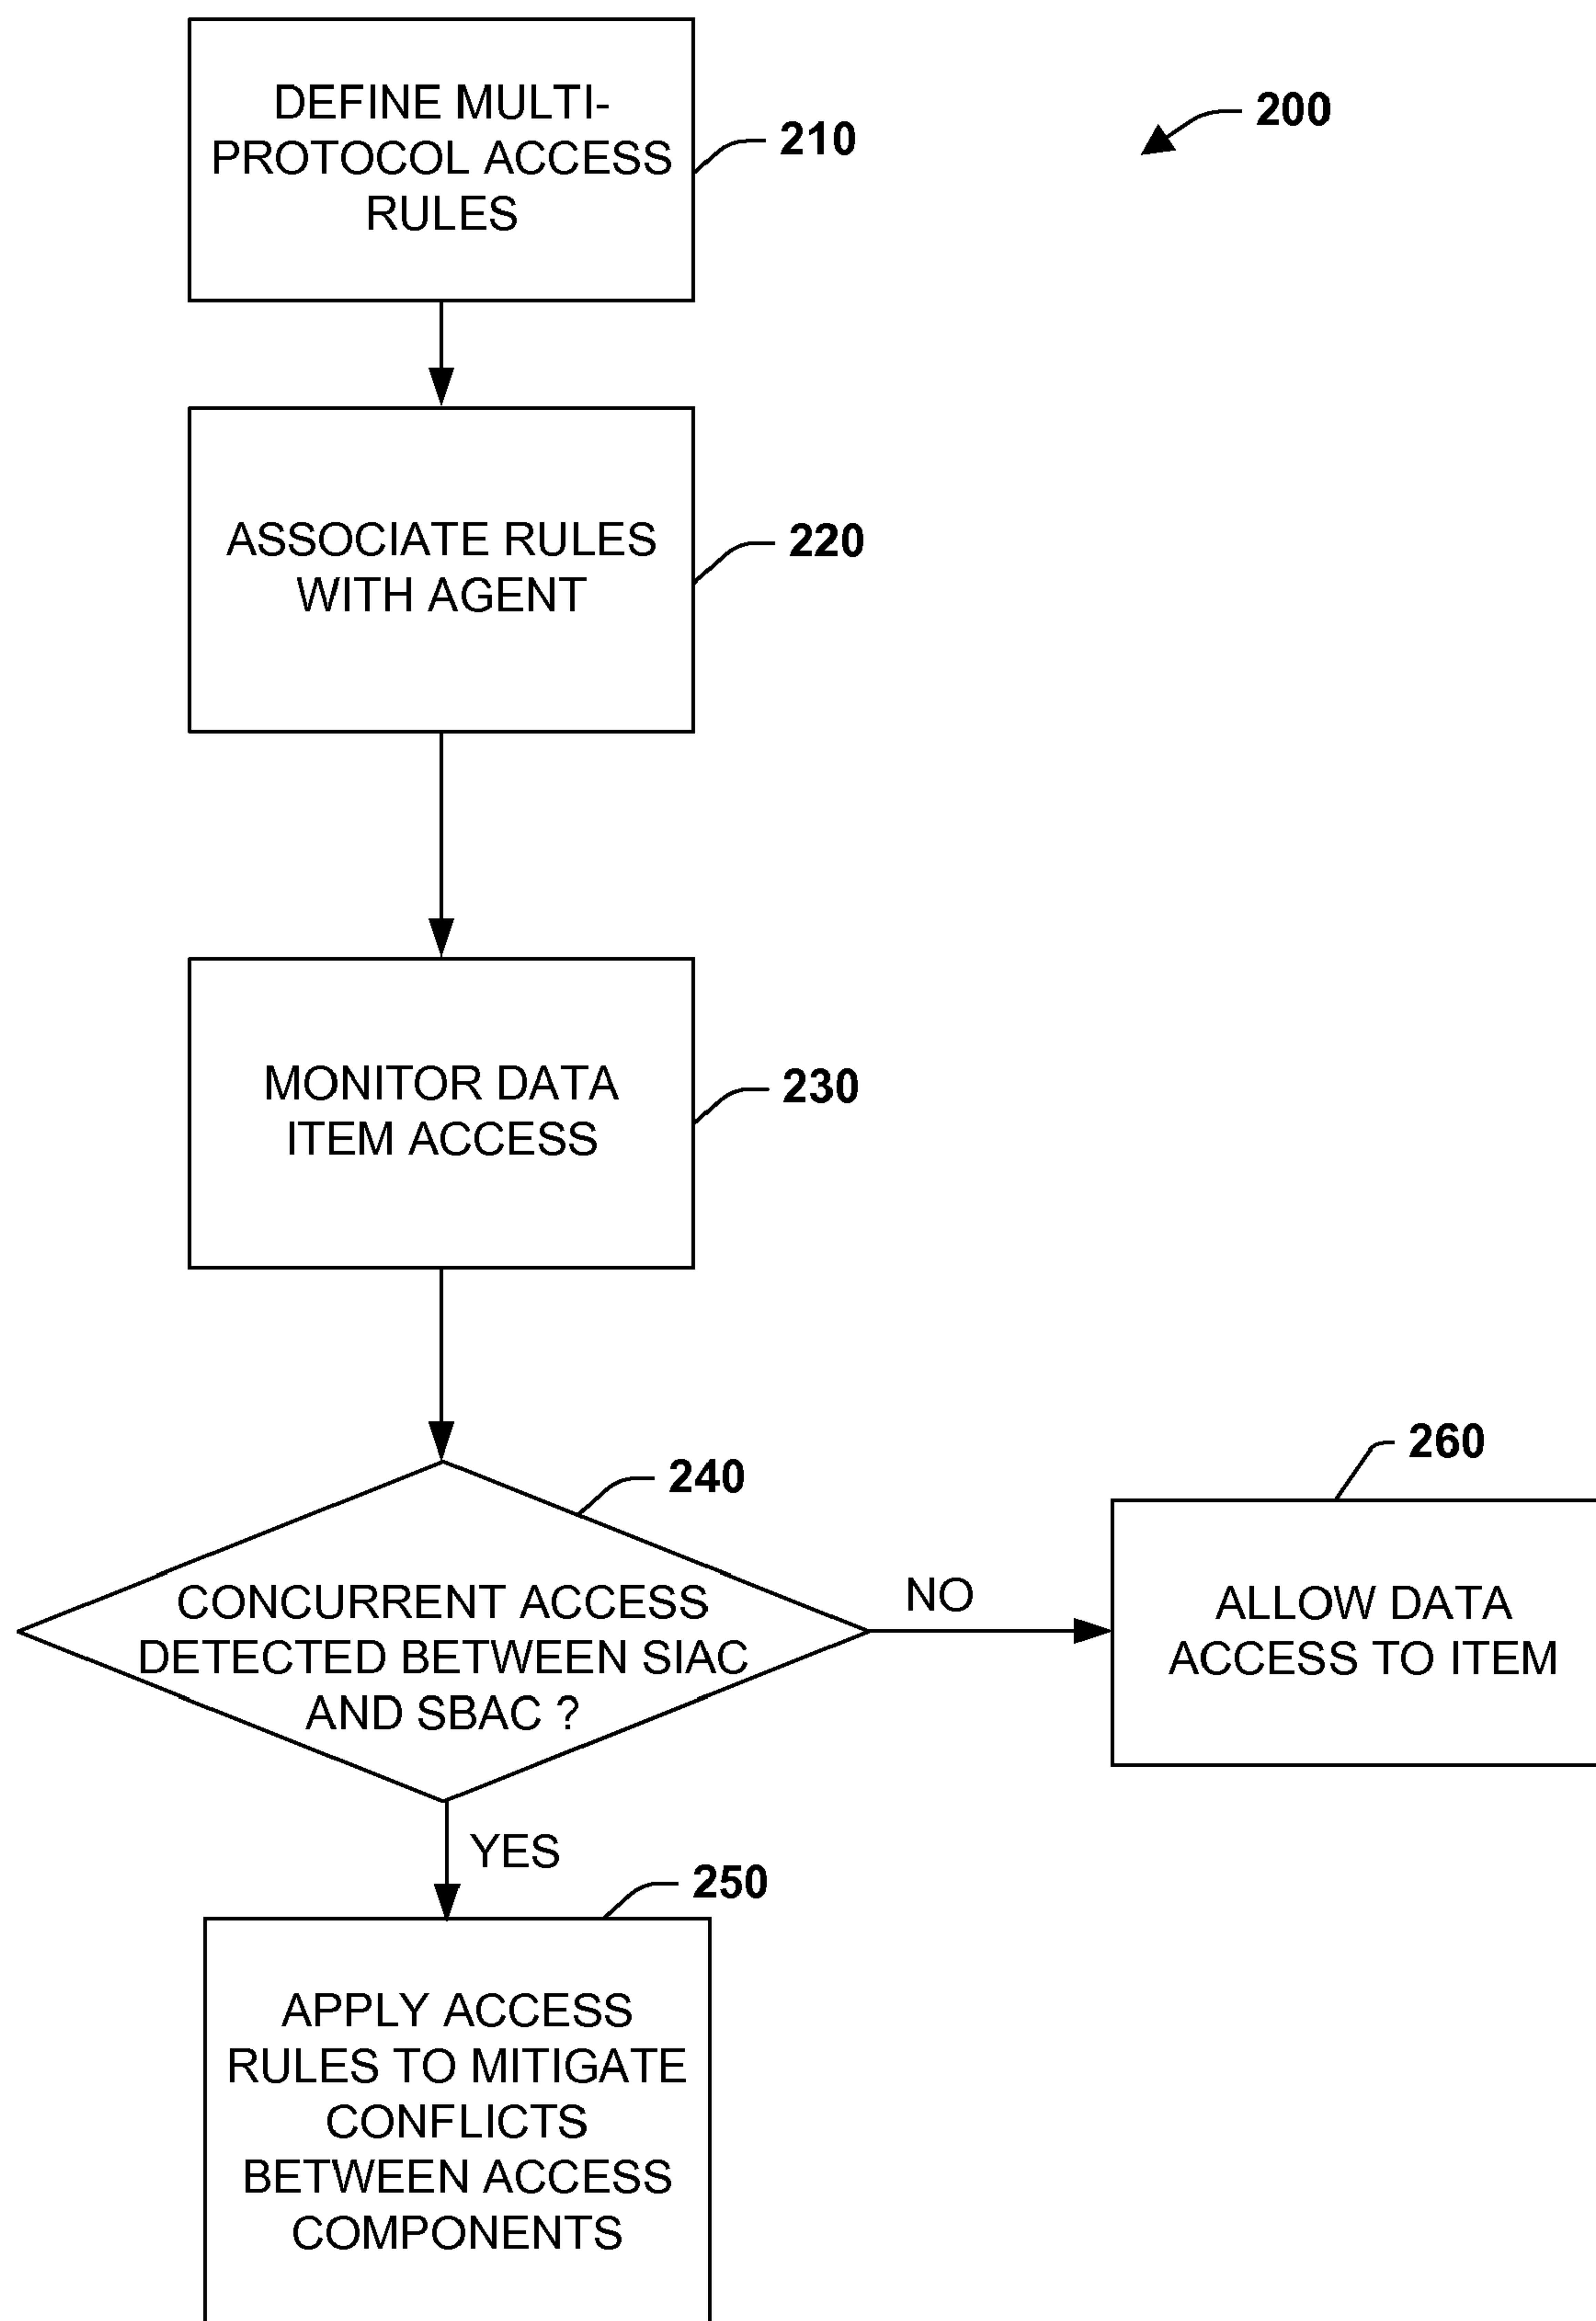 DEFINE MULTI-
PROTOCOL ACCESS
RULES
210
200
ASSOCIATE RULES
WITH AGENT
220
MONITOR DATA
ITEM ACCESS
230
240
CONCURRENT ACCESS
DETECTED BETWEEN SIAC
AND SBAC ?
NO
260
ALLOW DATA
ACCESS TO ITEM
YES
250
APPLY ACCESS
RULES TO MITIGATE
CONFLICTS
BETWEEN ACCESS
COMPONENTS